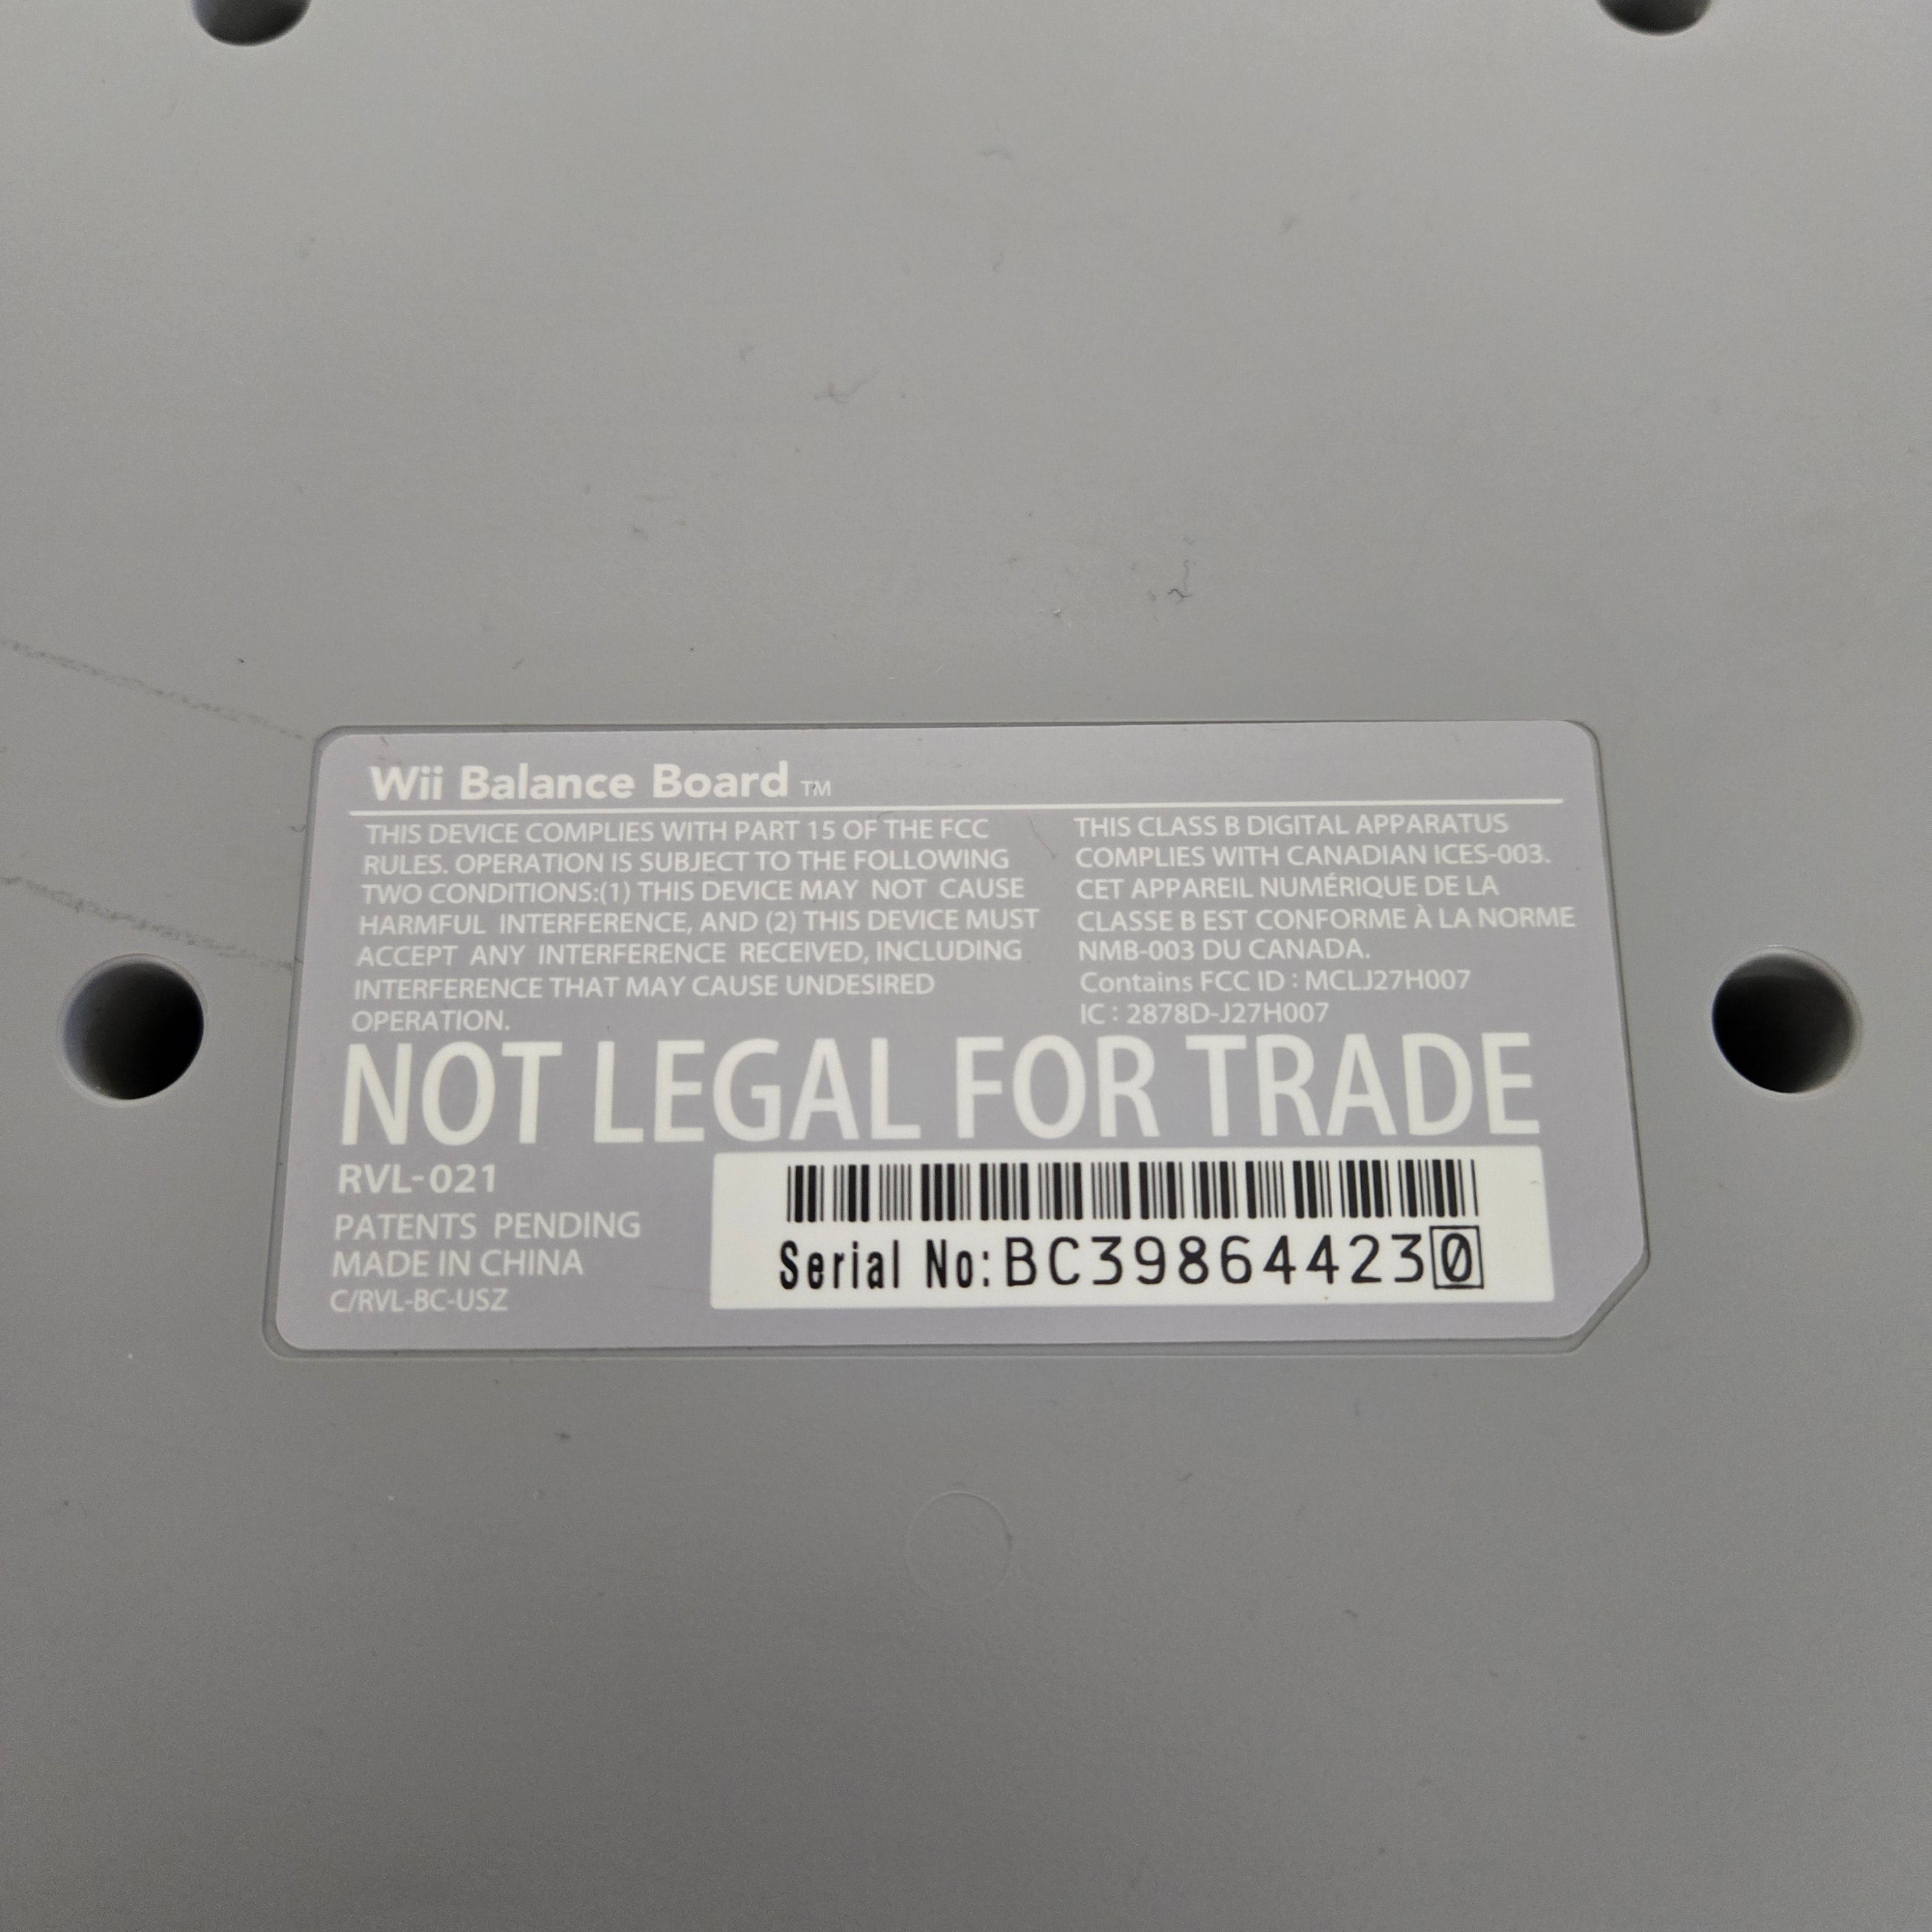 Wii Balance Board ™
THIS DEVICE COMPLIES WITH PART 15 OF THE FCC
RULES. OPERATION IS SUBJECT TO THE FOLLOWING
TWO CONDITIONS:(1) THIS DEVICE MAY NOT CAUSE
HARMFUL INTERFERENCE, AND (2) THIS DEVICE MUST
ACCEPT ANY INTERFERENCE RECEIVED, INCLUDING
INTERFERENCE THAT MAY CAUSE UNDESIRED
OPERATION.
THIS CLASS B DIGITAL APPARATUS
COMPLIES WITH CANADIAN ICES-003.
CET APPAREIL NUMÉRIQUE DE LA
CLASSE B EST CONFORME À LA NORME
NMB-003 DU CANADA.
Contains FCC ID : MCLJ27H007
IC : 2878D-J27H007
NOT LEGAL FOR TRADE
RVL-021
PATENTS PENDING
MADE IN CHINA
C/RVL-BC-USZ
Serial No:BC398644230